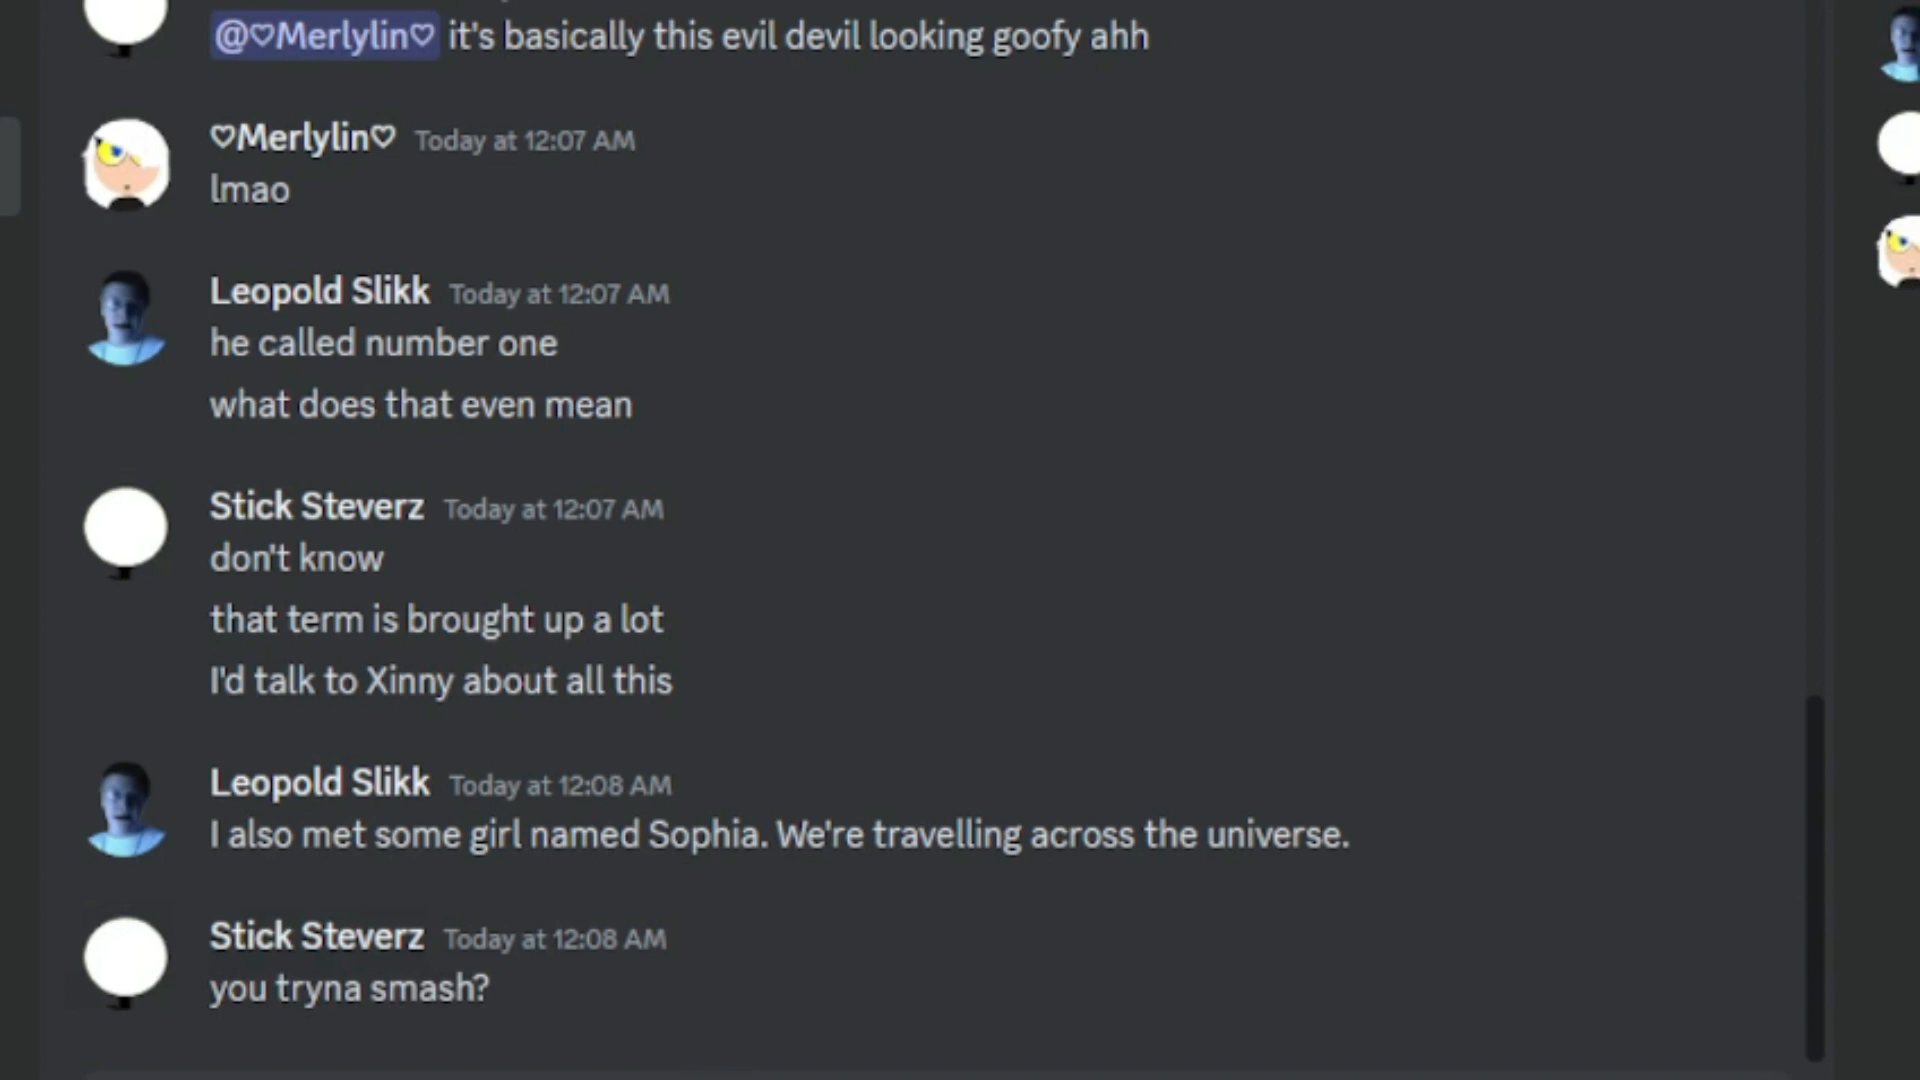 @♡Merlylin♡ it's basically this evil devil looking goofy ahh
♡Merlylin♡ Today at 12:07 AM
lmao
Leopold Slikk Today at 12:07 AM
he called number one
what does that even mean
Stick Steverz Today at 12:07 AM
don't know
that term is brought up a lot
I'd talk to Xinny about all this
Leopold Slikk Today at 12:08 AM
I also met some girl named Sophia. We're travelling across the universe.
Stick Steverz Today at 12:08 AM
you tryna smash?